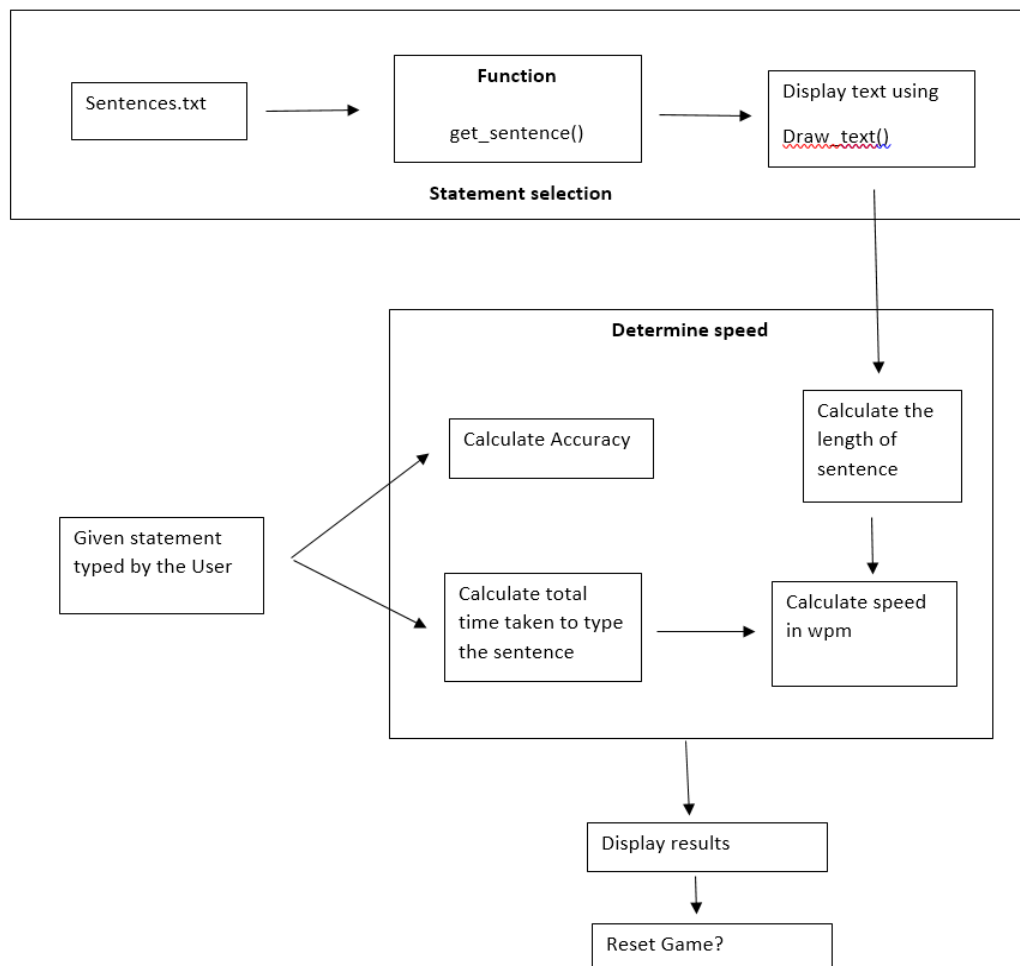 Sentences.txt
Function
get_sentence()
Display text using
Draw_text()
Statement selection
Determine speed
Calculate the
length of
sentence
Calculate Accuracy
Given statement
typed by the User
Calculate total
time taken to type
the sentence
Calculate speed
in wpm
Display results
Reset Game?